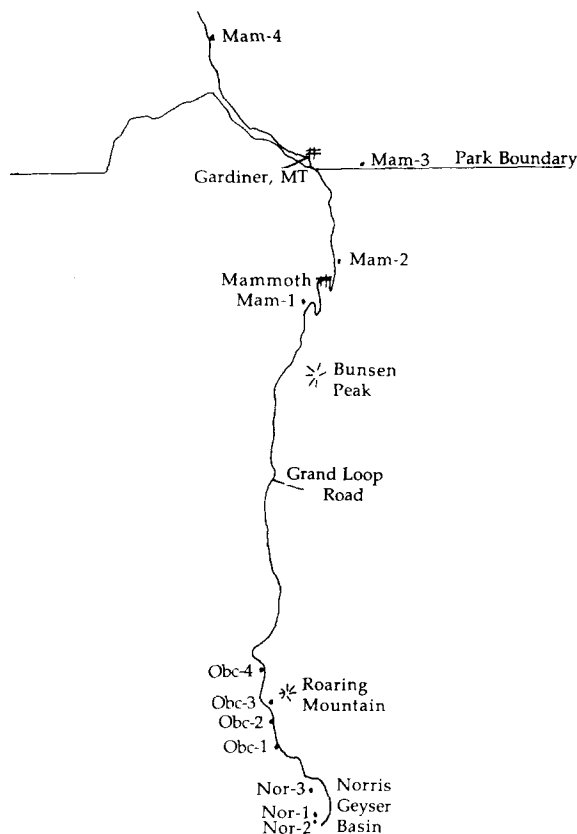 Mam-4
Mam-3 Park Boundary
Gardiner, MT
Mam-2
Mammoth
Mam-1
Bunsen
Peak
Grand Loop
Road
Obc-4
Roaring
Mountain
Obc-3
Obc-2
Obc-1
Nor-3
Norris
Geyser
Basin
Nor-1
Nor-2